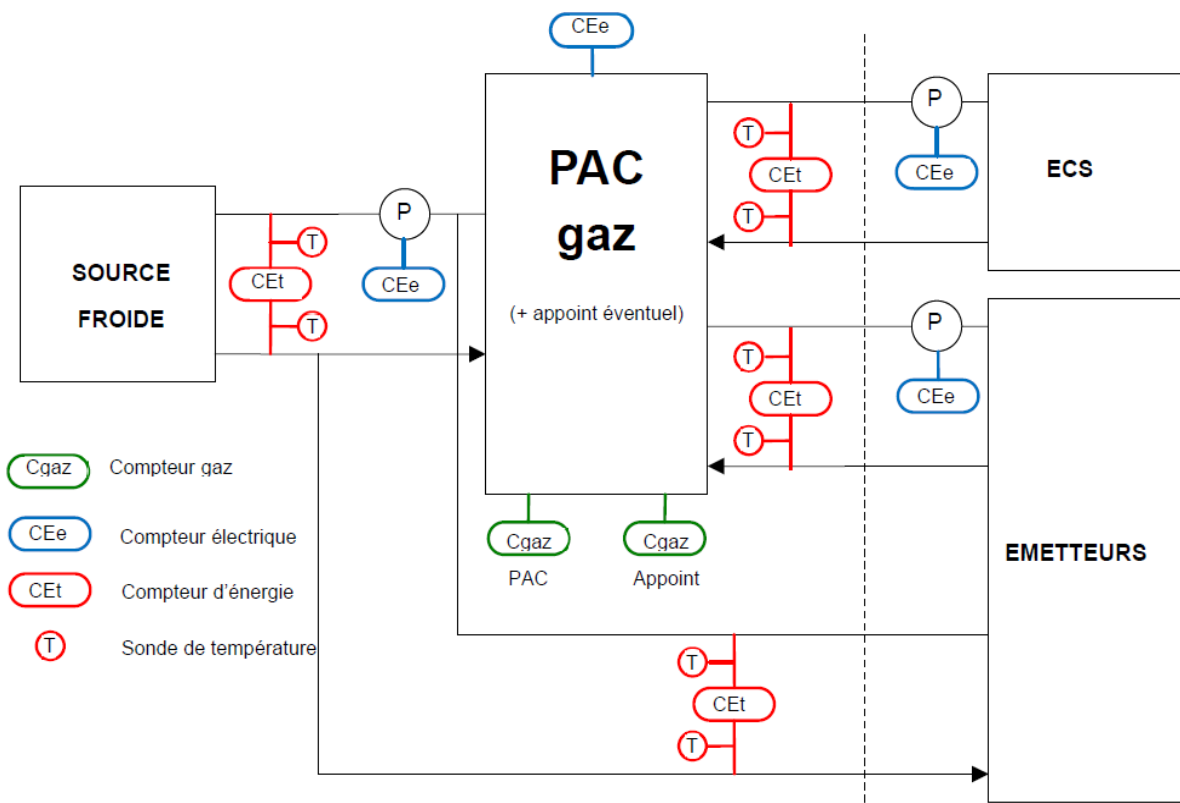 CEe
PAC
gaz
(+ appoint éventuel)
SOURCE
FROIDE
T
CEt
T
P
CEe
T
CEt
T
P
CEe
ECS
T
CEt
T
P
CEe
EMETTEURS
Cgaz
PAC
Cgaz
Appoint
T
CEt
T
Cgaz Compteur gaz
CEe Compteur électrique
CEt Compteur d'énergie
T Sonde de température